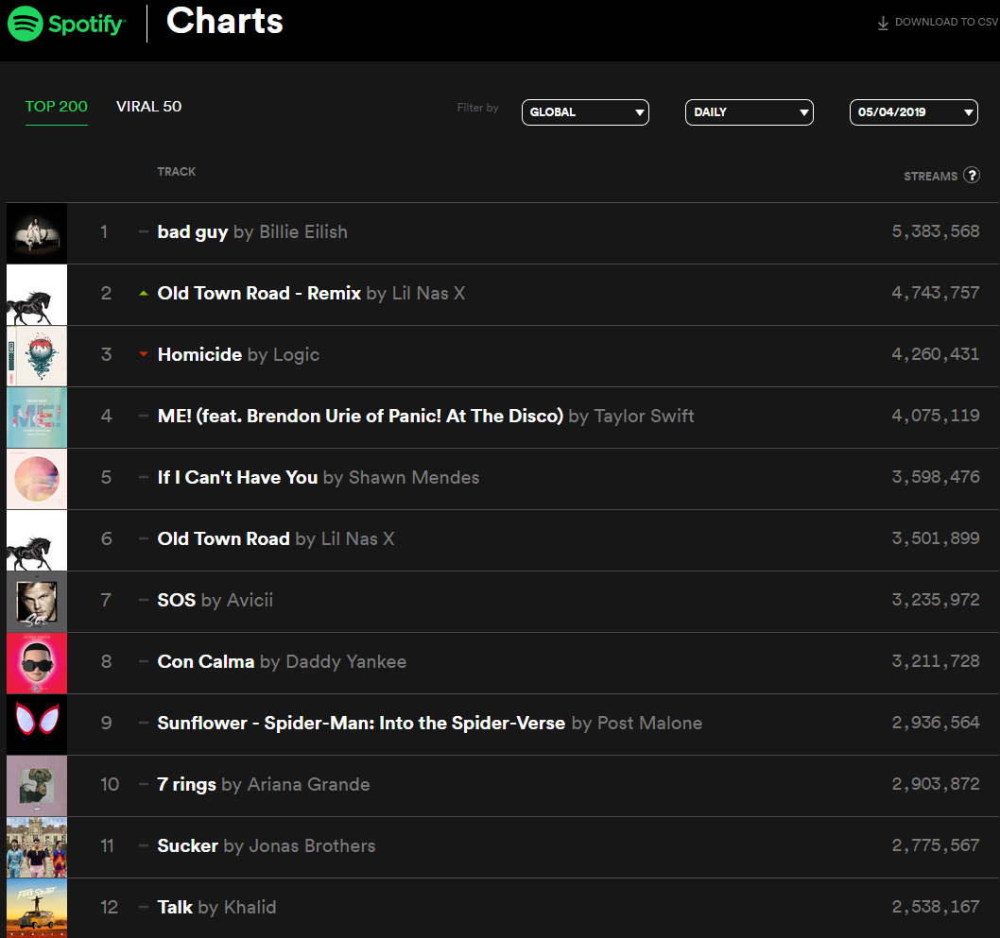 Spotify Charts
DOWNLOAD TO CSV
TOP 200 VIRAL 50 Filter by GLOBAL DAILY 05/04/2019
TRACK STREAMS ?
1 bad guy by Billie Eilish 5,383,568
2 Old Town Road - Remix by Lil Nas X 4,743,757
3 Homicide by Logic 4,260,431
ME!
4 ME! (feat. Brendon Urie of Panic! At The Disco) by Taylor Swift 4,075,119
5 If I Can't Have You by Shawn Mendes 3,598,476
6 Old Town Road by Lil Nas X 3,501,899
SOS
7 SOS by Avicii 3,235,972
8 Con Calma by Daddy Yankee 3,211,728
9 Sunflower - Spider-Man: Into the Spider-Verse by Post Malone 2,936,564
10 7 rings by Ariana Grande 2,903,872
11 Sucker by Jonas Brothers 2,775,567
12 Talk by Khalid 2,538,167